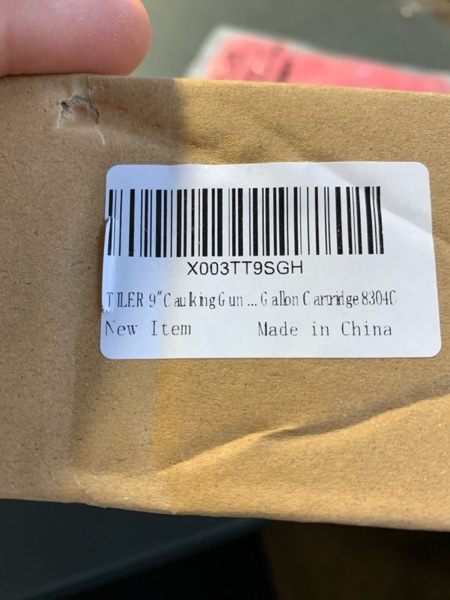 X003TT9SGH
TILER 9"Caulking Gun ... Gallon Cartridge 8304C
New Item Made in China